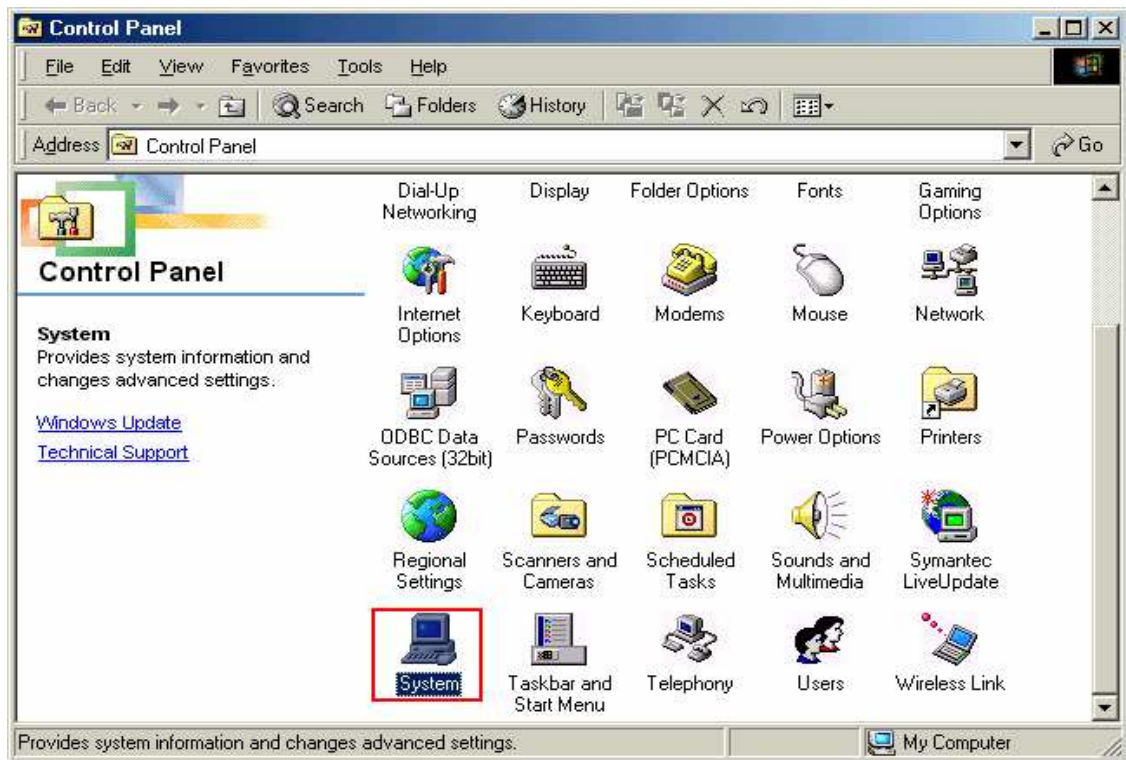 Control Panel
File Edit View Favorites Tools Help
Back Search Folders History
Address Control Panel Go
Control Panel
System
Provides system information and
changes advanced settings.
Windows Update
Technical Support
Dial-Up
Networking
Display
Folder Options
Fonts
Gaming
Options
Internet
Options
Keyboard
Modems
Mouse
Network
ODBC Data
Sources (32bit)
Passwords
PC Card
(PCMCIA)
Power Options
Printers
Regional
Settings
Scanners and
Cameras
Scheduled
Tasks
Sounds and
Multimedia
Symantec
LiveUpdate
System
Taskbar and
Start Menu
Telephony
Users
Wireless Link
Provides system information and changes advanced settings.
My Computer